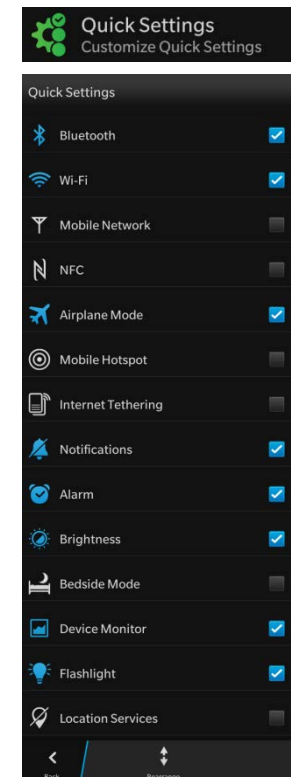 Quick Settings
Customize Quick Settings
Quick Settings
Bluetooth
Wi-Fi
Mobile Network
NFC
Airplane Mode
Mobile Hotspot
Internet Tethering
Notifications
Alarm
Brightness
Bedside Mode
Device Monitor
Flashlight
Location Services
Back
Rearrange